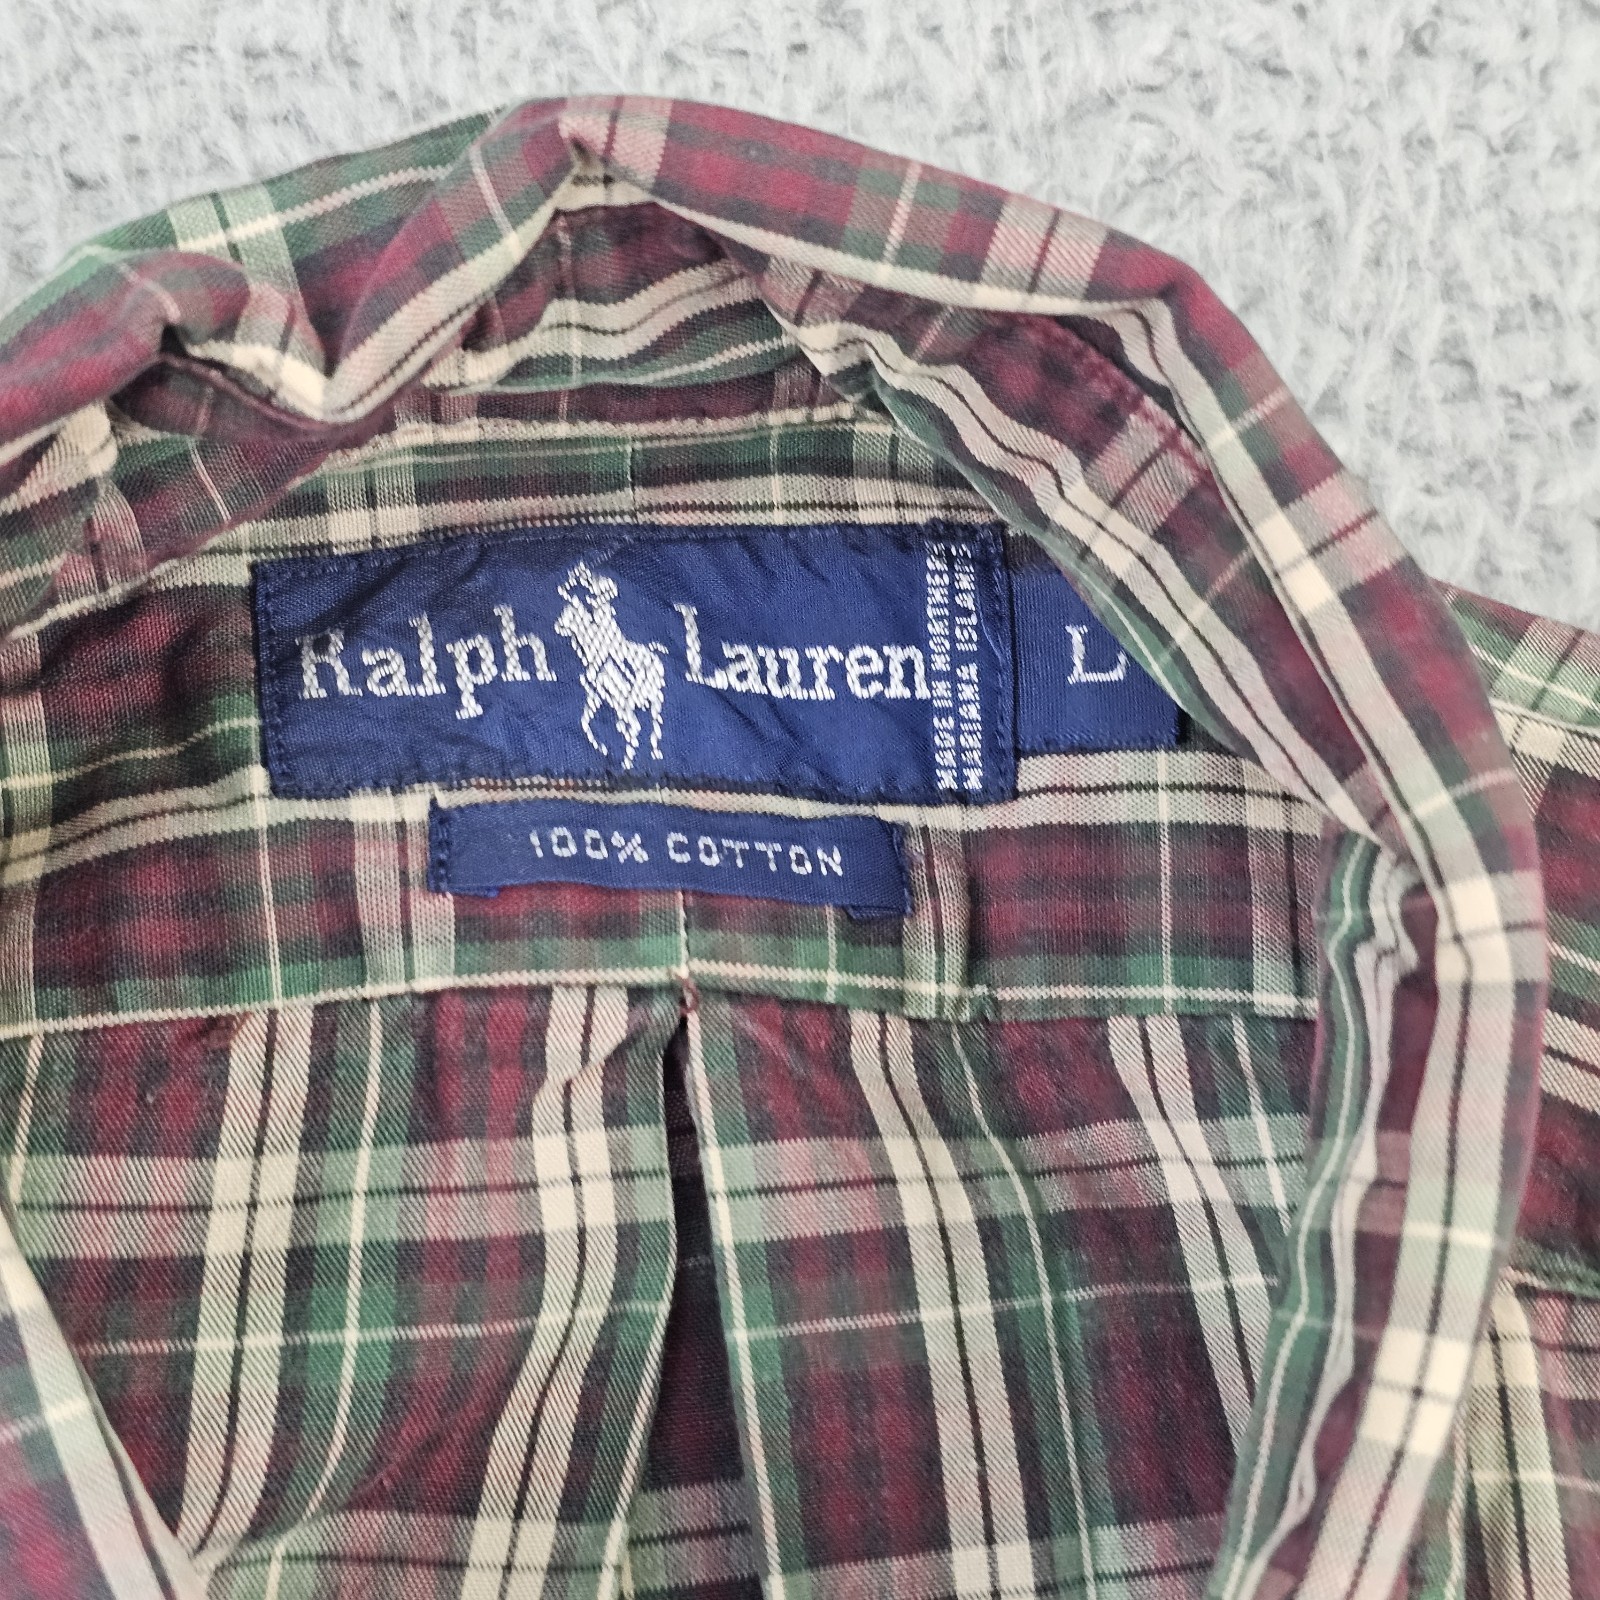 Ralph Lauren
MADE IN NORTHERN
MARIANA ISLANDS
L
100% COTTON